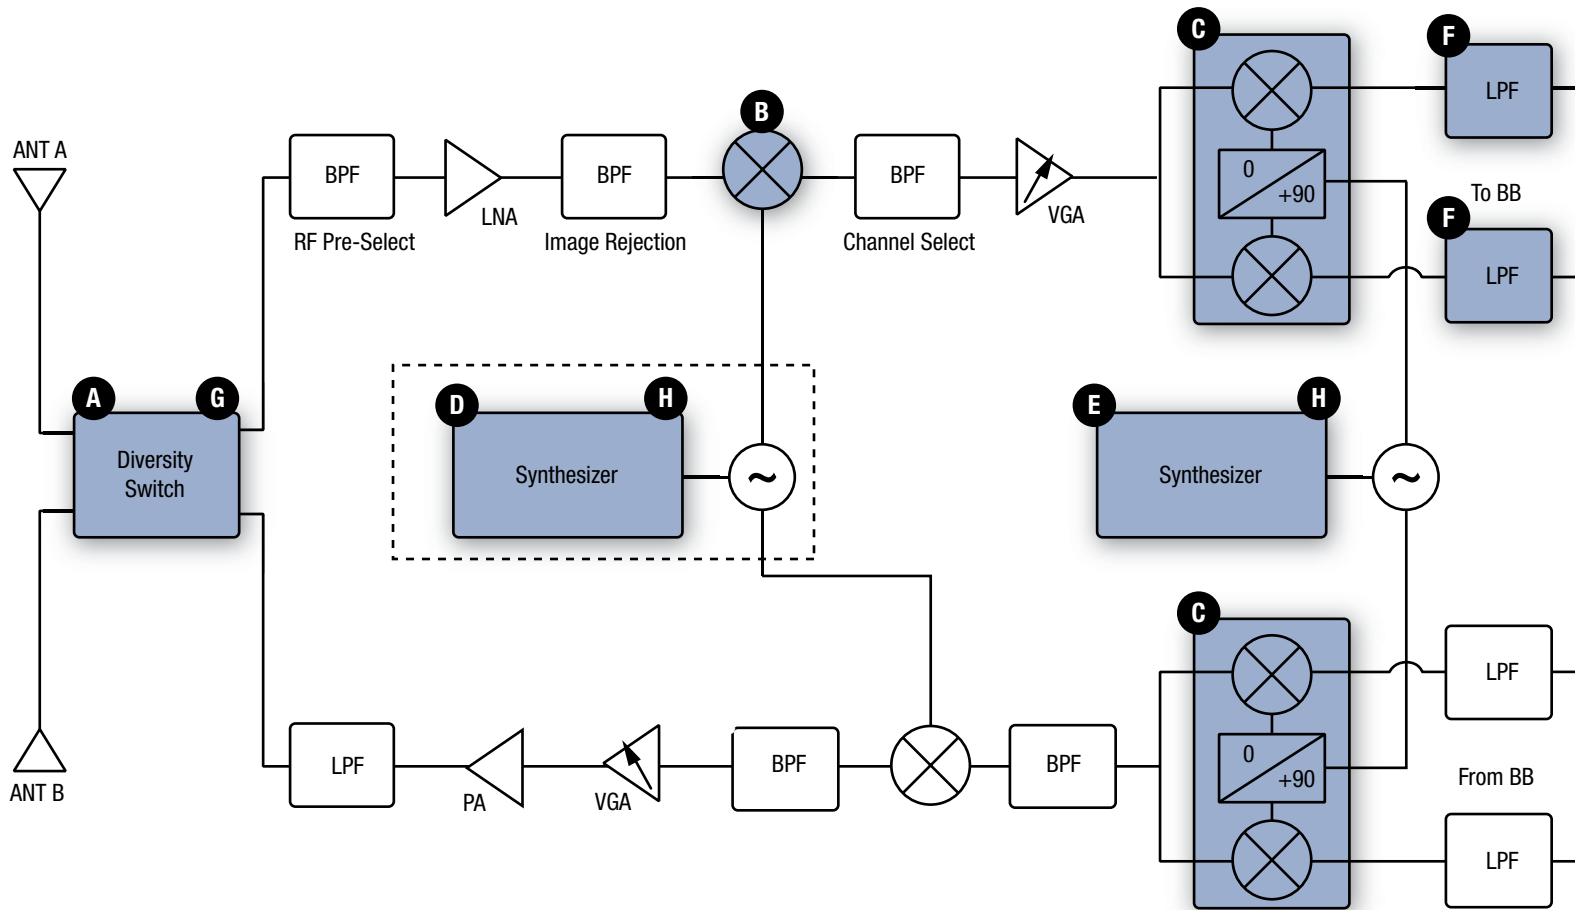 C
F
LPF
B
ANT A
BPF
LNA
BPF
BPF
VGA
0
+90
To BB
RF Pre-Select
Image Rejection
Channel Select
F
LPF
A
G
Diversity
Switch
D
H
Synthesizer
~
E
H
Synthesizer
~
C
LPF
ANT B
LPF
PA
VGA
BPF
BPF
0
+90
From BB
LPF